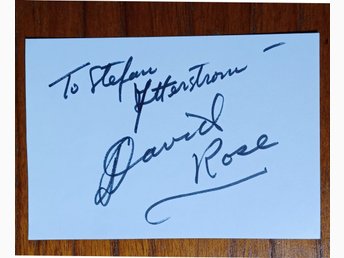 To Stefan
Ytterstrom –
David
Rose